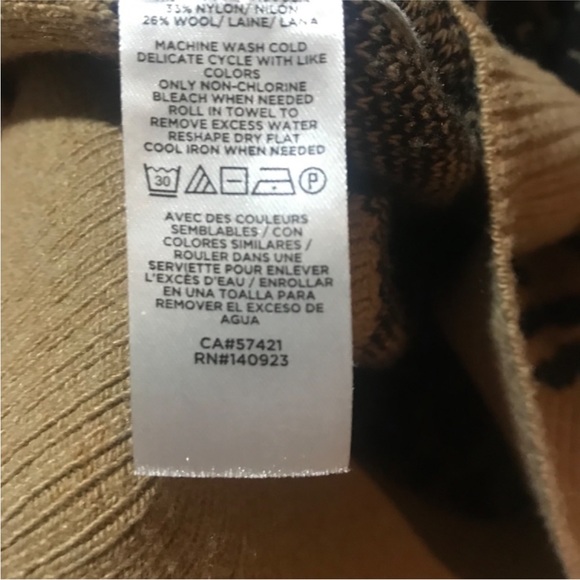 NYLON/ NILON
26% WOOL/ LAINE/ LANA
MACHINE WASH COLD
DELICATE CYCLE WITH LIKE
COLORS
ONLY NON-CHLORINE
BLEACH WHEN NEEDED
ROLL IN TOWEL TO
REMOVE EXCESS WATER
RESHAPE DRY FLAT
COOL IRON WHEN NEEDED
30 P
AVEC DES COULEURS
SEMBLABLES / CON
COLORES SIMILARES /
ROULER DANS UNE
SERVIETTE POUR ENLEVER
L'EXCÈS D'EAU / ENROLLAR
EN UNA TOALLA PARA
REMOVER EL EXCESO DE
AGUA
CA#57421
RN#140923